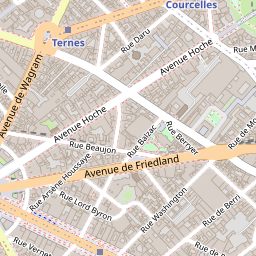 Courcelles
Ternes
Rue Daru
Avenue Hoche
Avenue de Wagram
Avenue Hoche
Rue Balzac
Rue Berryer
Rue Beaujon
Avenue de Friedland
Rue Arsène Houssaye
Rue Lord Byron
Rue Washington
Rue de Berri